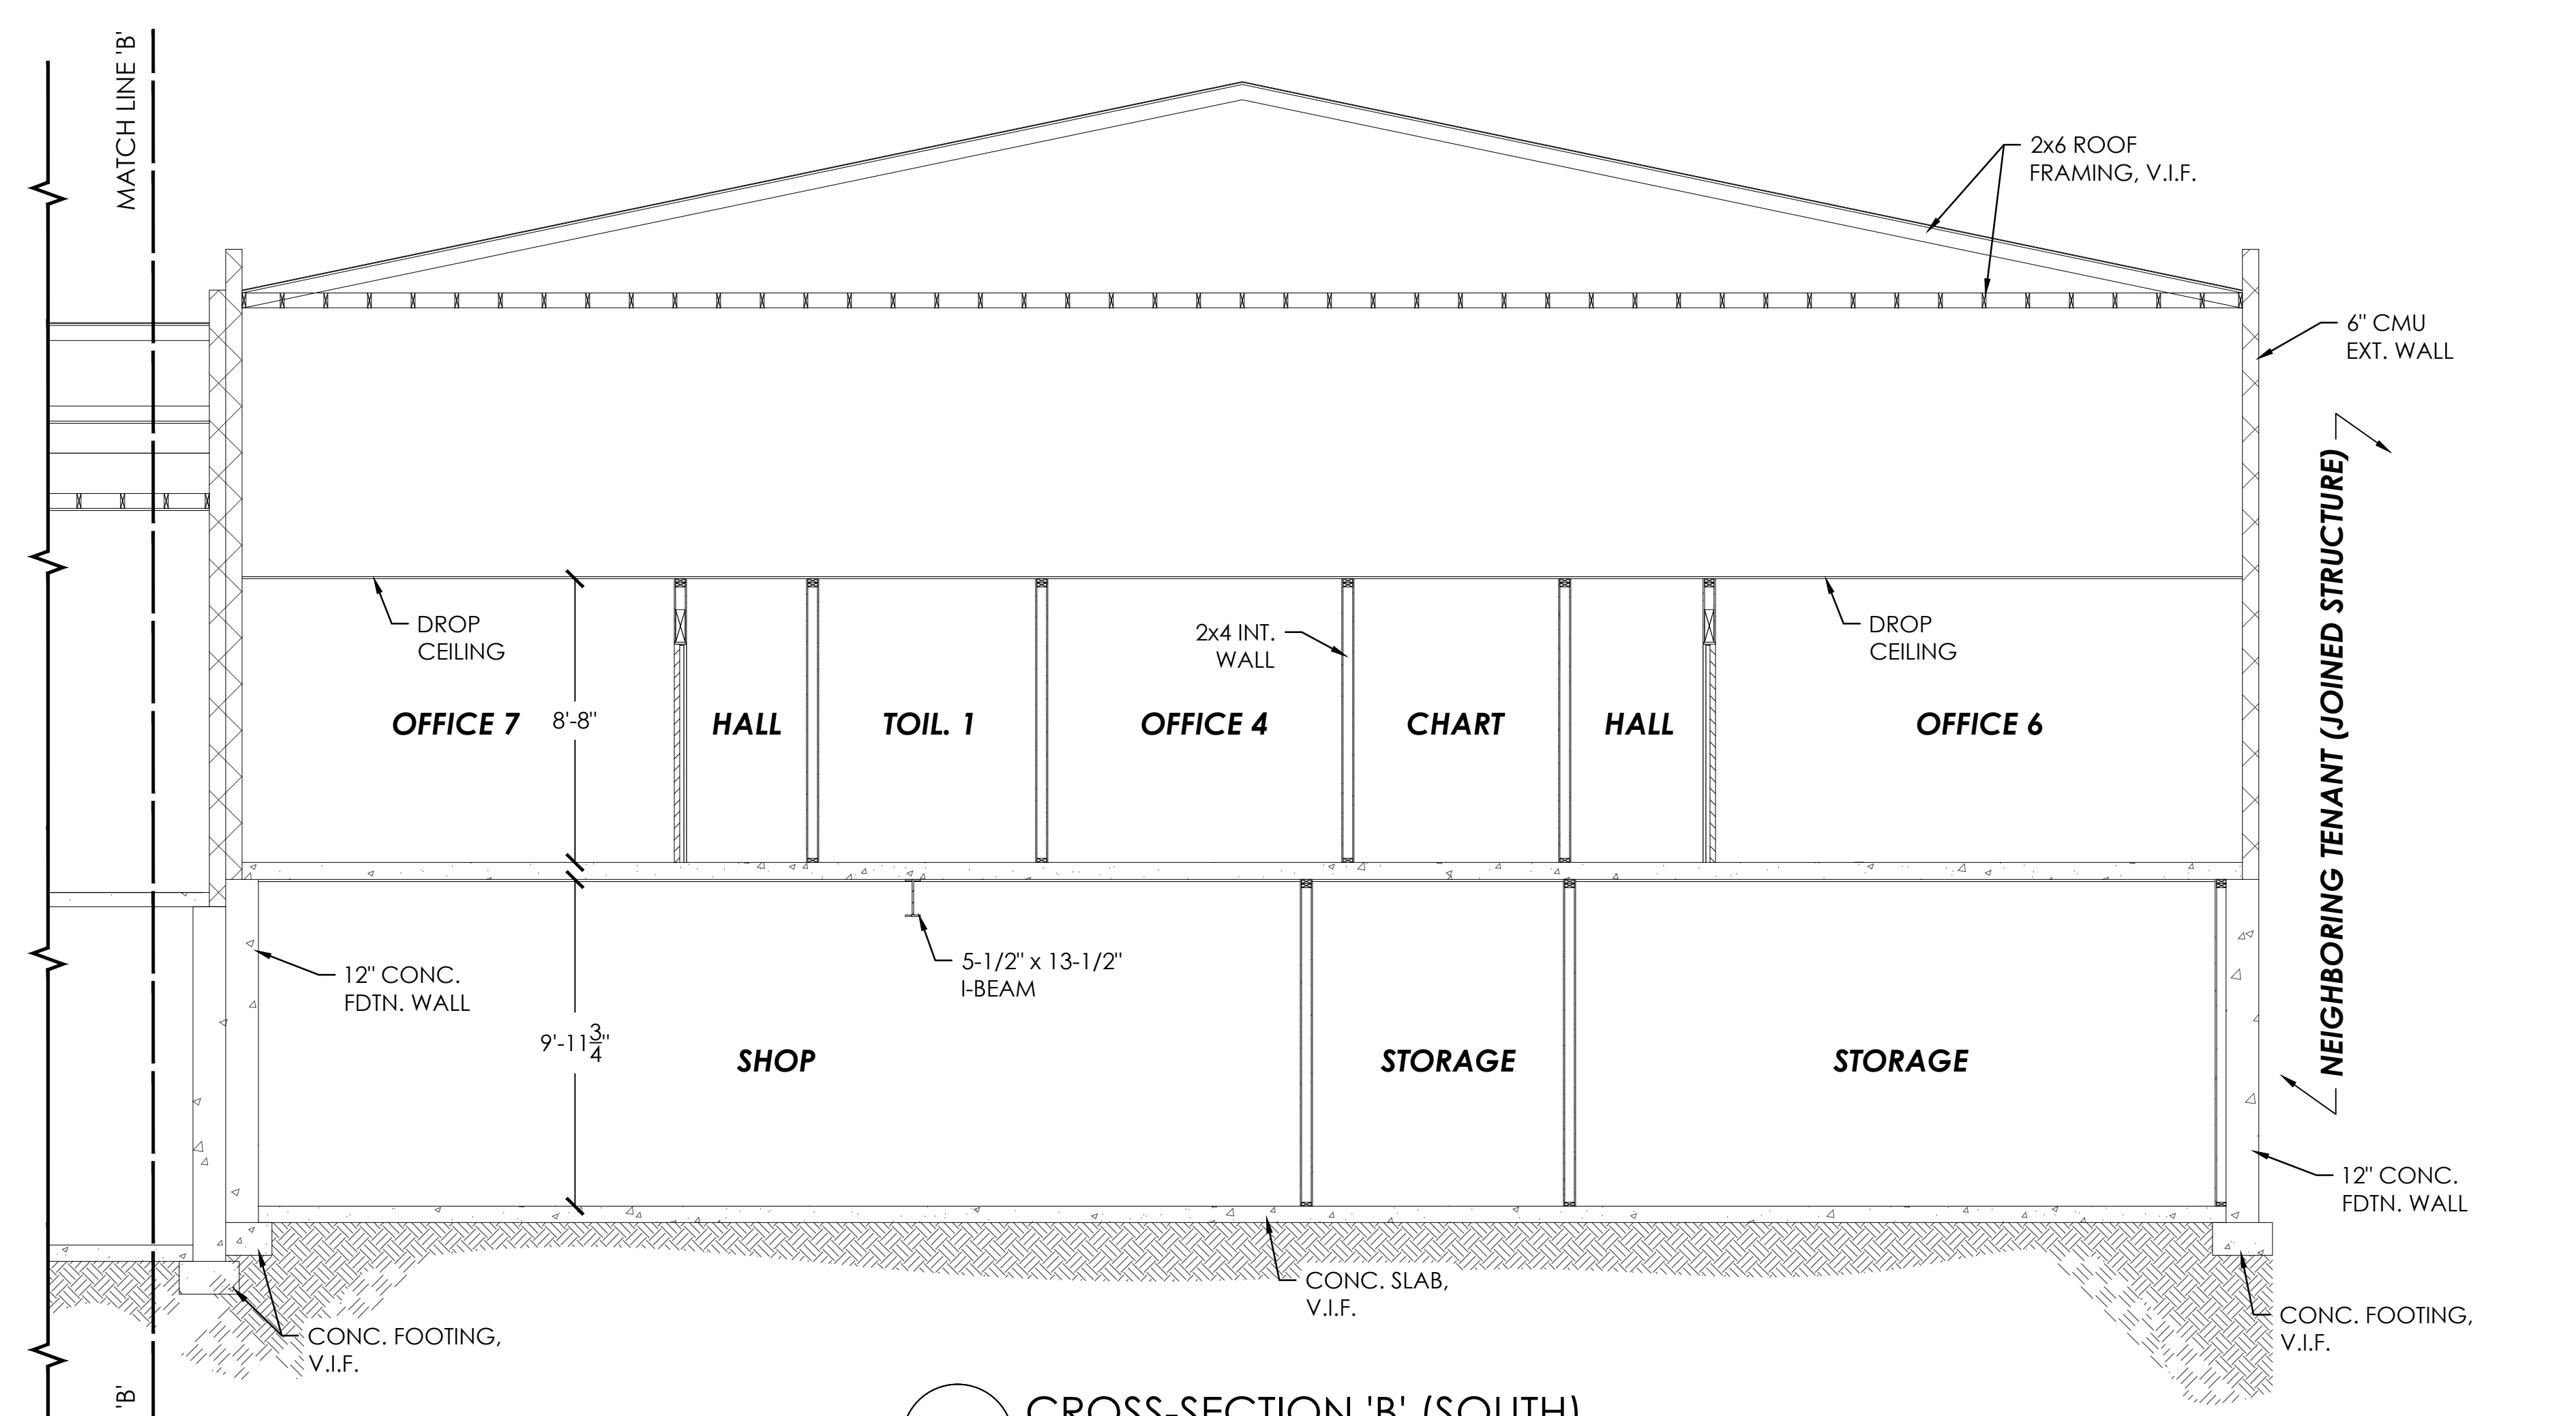 MATCH LINE 'B'
2x6 ROOF
FRAMING, V.I.F.
6" CMU
EXT. WALL
DROP
CEILING
2x4 INT.
WALL
DROP
CEILING
OFFICE 7
8'-8"
HALL
TOIL. 1
OFFICE 4
CHART
HALL
OFFICE 6
NEIGHBORING TENANT (JOINED STRUCTURE)
12" CONC.
FDTN. WALL
5-1/2" x 13-1/2"
I-BEAM
9'-11 3/4"
SHOP
STORAGE
STORAGE
12" CONC.
FDTN. WALL
CONC. SLAB,
V.I.F.
CONC. FOOTING,
V.I.F.
CONC. FOOTING,
V.I.F.
'B'
CROSS-SECTION 'B' (SOUTH)